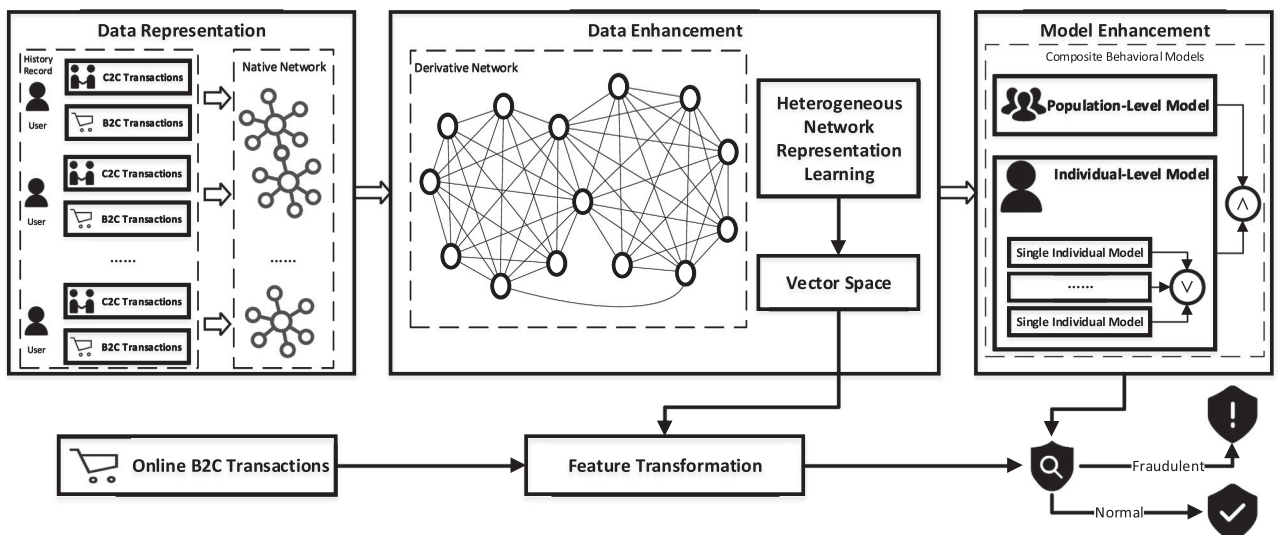 Data Representation
History
Record
User
C2C Transactions
B2C Transactions
User
C2C Transactions
B2C Transactions
......
User
C2C Transactions
B2C Transactions
Native Network
......
Data Enhancement
Derivative Network
Heterogeneous
Network
Representation
Learning
Vector Space
Model Enhancement
Composite Behavioral Models
Population-Level Model
Individual-Level Model
Single Individual Model
......
Single Individual Model
∧
∨
Online B2C Transactions
Feature Transformation
Fraudulent
Normal